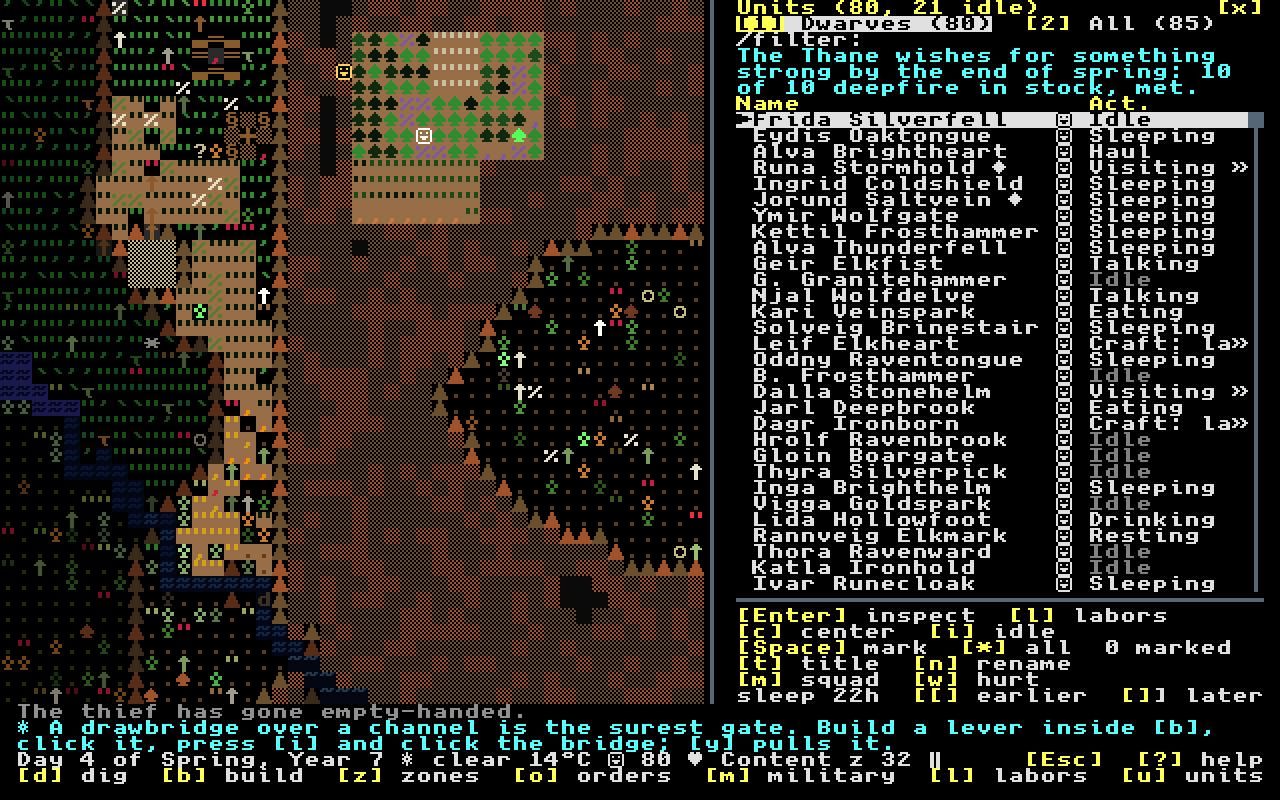 Units (80, 21 idle) [x]
[1] Dwarves (80) [2] All (85)
/filter:
The Thane wishes for something
strong by the end of spring: 10
of 10 deepfire in stock, met.
Name Act.
►Frida Silverfell Idle
Eydis Oaktongue Sleeping
Alva Brightheart Haul
Runa Stormhold ◆ Visiting »
Ingrid Coldshield Sleeping
Jorund Saltvein ◆ Sleeping
Ymir Wolfgate Sleeping
Kettil Frosthammer Sleeping
Alva Thunderfell Sleeping
Geir Elkfist Talking
G. Granitehammer Idle
Njal Wolfdelve Talking
Kari Veinspark Eating
Solveig Brinestair Sleeping
Leif Elkheart Craft: la»
Oddny Raventongue Sleeping
B. Frosthammer Idle
Dalla Stonehelm Visiting »
Jarl Deepbrook Eating
Dagr Ironborn Craft: la»
Hrolf Ravenbrook Idle
Gloin Boargate Idle
Thyra Silverpick Idle
Inga Brighthelm Sleeping
Vigga Goldspark Idle
Lida Hollowfoot Drinking
Rannveig Elkmark Resting
Thora Ravenward Idle
Katla Ironhold Idle
Ivar Runecloak Sleeping
[Enter] inspect [l] labors
[c] center [i] idle
[Space] mark [*] all 0 marked
[t] title [n] rename
[m] squad [w] hurt
sleep 22h [[] earlier []] later
The thief has gone empty-handed.
* A drawbridge over a channel is the surest gate. Build a lever inside [b],
click it, press [i] and click the bridge; [y] pulls it.
Day 4 of Spring, Year 7 * clear 14°C 80 ♥ Content z 32 ‖ [Esc] [?] help
[d] dig [b] build [z] zones [o] orders [m] military [l] labors [u] units